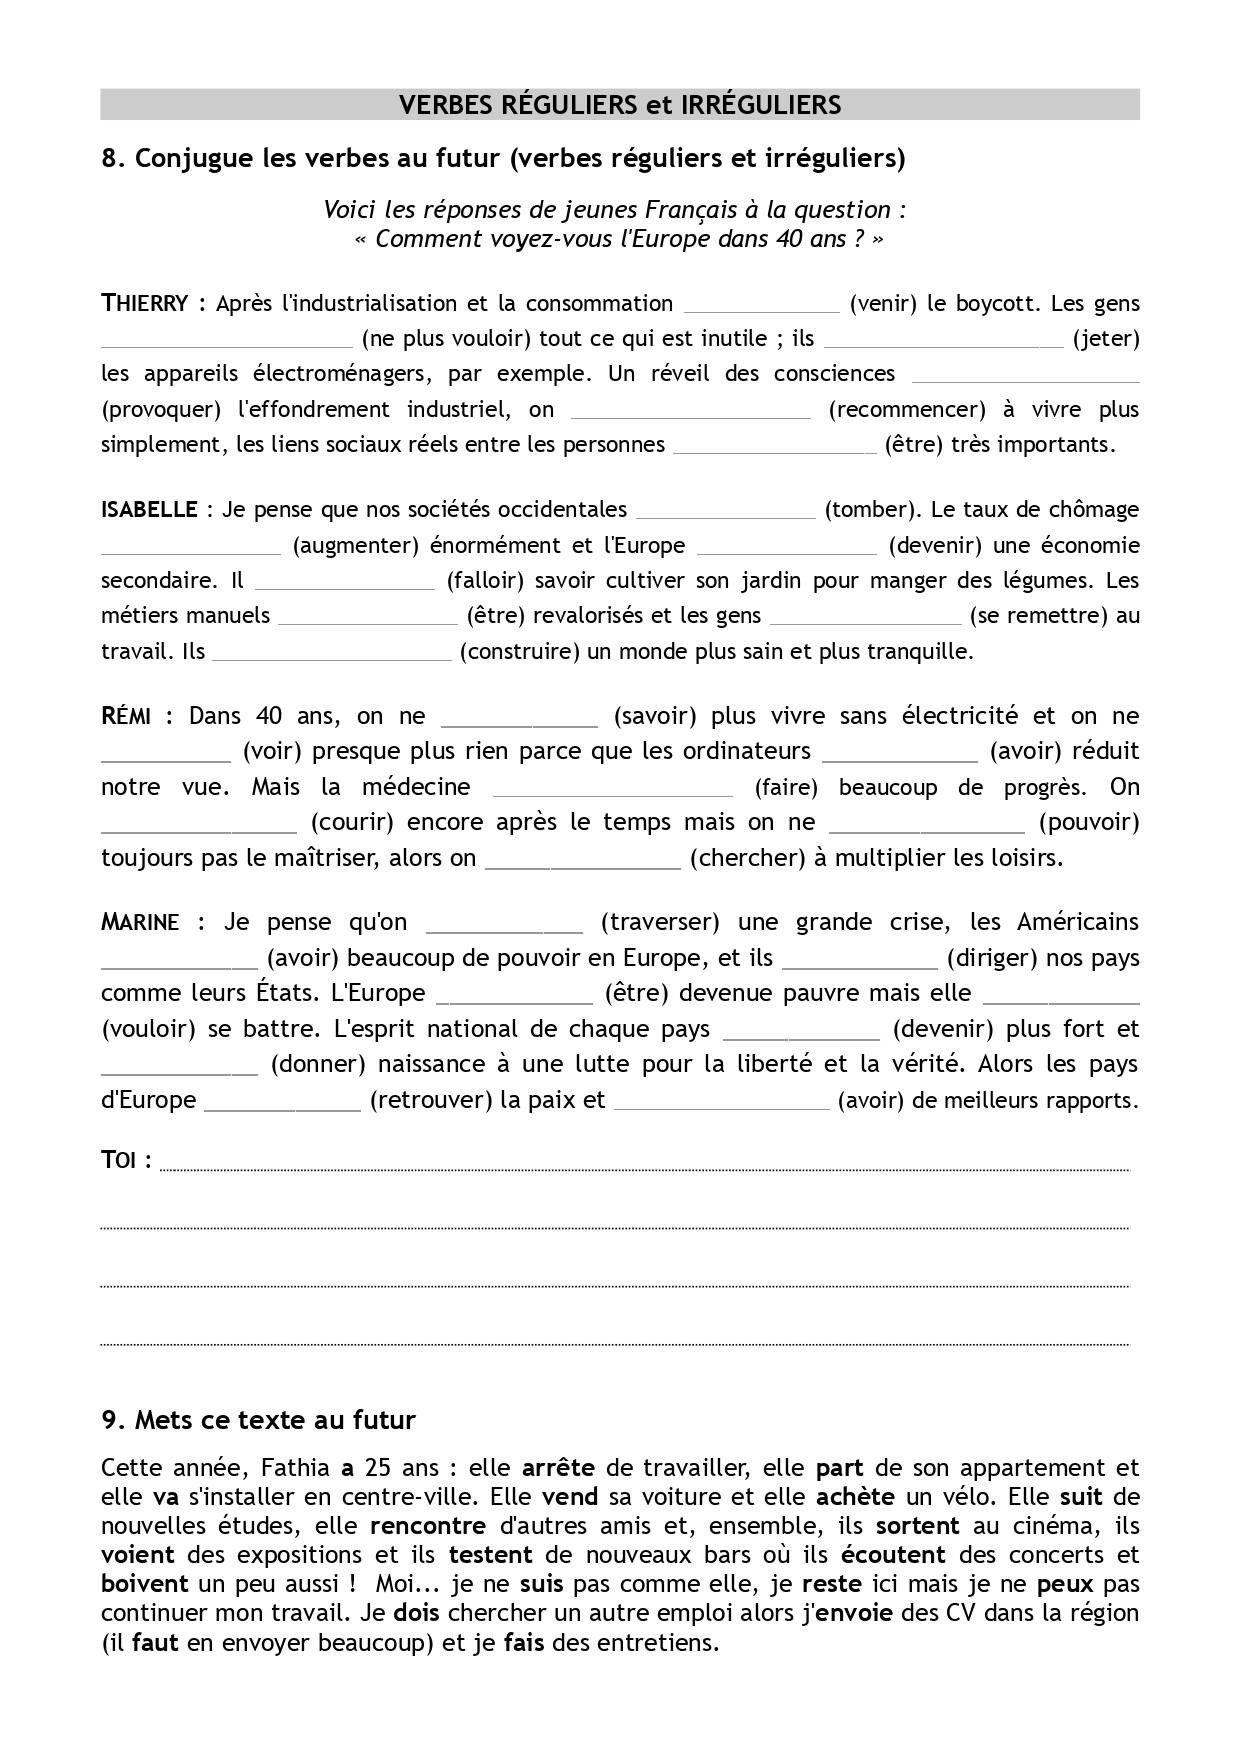 VERBES RÉGULIERS et IRRÉGULIERS
8. Conjugue les verbes au futur (verbes réguliers et irréguliers)
Voici les réponses de jeunes Français à la question :
« Comment voyez-vous l'Europe dans 40 ans ? »
THIERRY : Après l'industrialisation et la consommation _____________ (venir) le boycott. Les gens
_____________________ (ne plus vouloir) tout ce qui est inutile ; ils ____________________ (jeter)
les appareils électroménagers, par exemple. Un réveil des consciences ___________________
(provoquer) l'effondrement industriel, on ____________________ (recommencer) à vivre plus
simplement, les liens sociaux réels entre les personnes _________________ (être) très importants.
ISABELLE : Je pense que nos sociétés occidentales _______________ (tomber). Le taux de chômage
_______________ (augmenter) énormément et l'Europe _______________ (devenir) une économie
secondaire. Il _______________ (falloir) savoir cultiver son jardin pour manger des légumes. Les
métiers manuels _______________ (être) revalorisés et les gens ________________ (se remettre) au
travail. Ils ____________________ (construire) un monde plus sain et plus tranquille.
RÉMI : Dans 40 ans, on ne ____________ (savoir) plus vivre sans électricité et on ne
__________ (voir) presque plus rien parce que les ordinateurs ____________ (avoir) réduit
notre vue. Mais la médecine ____________________ (faire) beaucoup de progrès. On
_______________ (courir) encore après le temps mais on ne _______________ (pouvoir)
toujours pas le maîtriser, alors on _______________ (chercher) à multiplier les loisirs.
MARINE : Je pense qu'on ____________ (traverser) une grande crise, les Américains
____________ (avoir) beaucoup de pouvoir en Europe, et ils ____________ (diriger) nos pays
comme leurs États. L'Europe ____________ (être) devenue pauvre mais elle ____________
(vouloir) se battre. L'esprit national de chaque pays ____________ (devenir) plus fort et
____________ (donner) naissance à une lutte pour la liberté et la vérité. Alors les pays
d'Europe ____________ (retrouver) la paix et __________________ (avoir) de meilleurs rapports.
TOI :
9. Mets ce texte au futur
Cette année, Fathia a 25 ans : elle arrête de travailler, elle part de son appartement et
elle va s'installer en centre-ville. Elle vend sa voiture et elle achète un vélo. Elle suit de
nouvelles études, elle rencontre d'autres amis et, ensemble, ils sortent au cinéma, ils
voient des expositions et ils testent de nouveaux bars où ils écoutent des concerts et
boivent un peu aussi ! Moi... je ne suis pas comme elle, je reste ici mais je ne peux pas
continuer mon travail. Je dois chercher un autre emploi alors j'envoie des CV dans la région
(il faut en envoyer beaucoup) et je fais des entretiens.